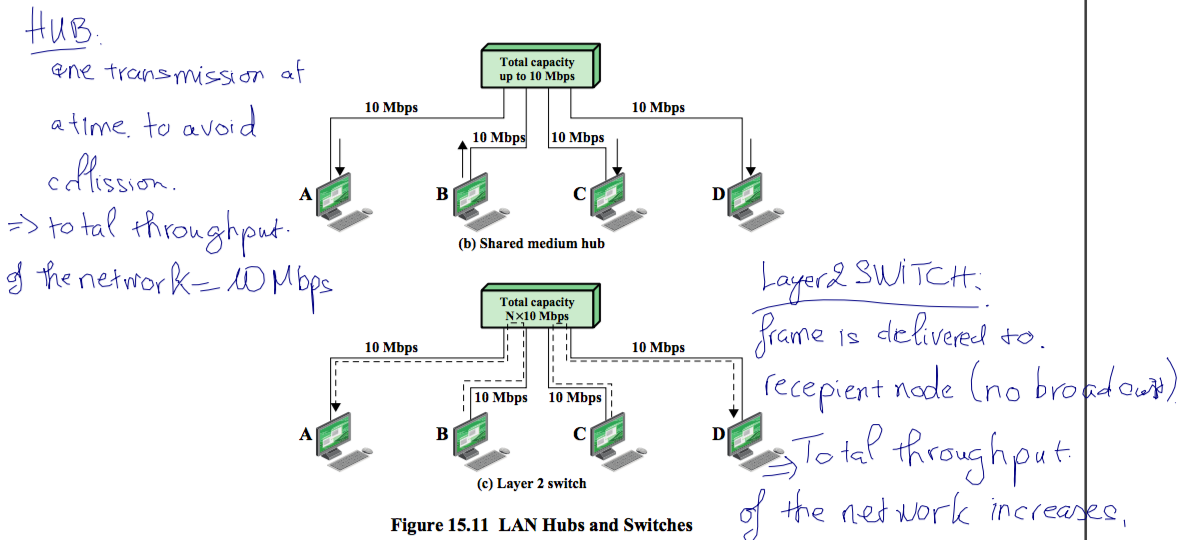 HUB.
one transmission at
a time. to avoid
collission.
=> total throughput.
of the network = 10 Mbps
Total capacity
up to 10 Mbps
10 Mbps
10 Mbps
10 Mbps
10 Mbps
A
B
C
D
(b) Shared medium hub
Total capacity
N×10 Mbps
10 Mbps
10 Mbps
10 Mbps
10 Mbps
A
B
C
D
(c) Layer 2 switch
Layer 2 SWITCH:
frame is delivered to.
recepient node (no broadcast)
=> Total throughput.
of the network increases,
Figure 15.11 LAN Hubs and Switches